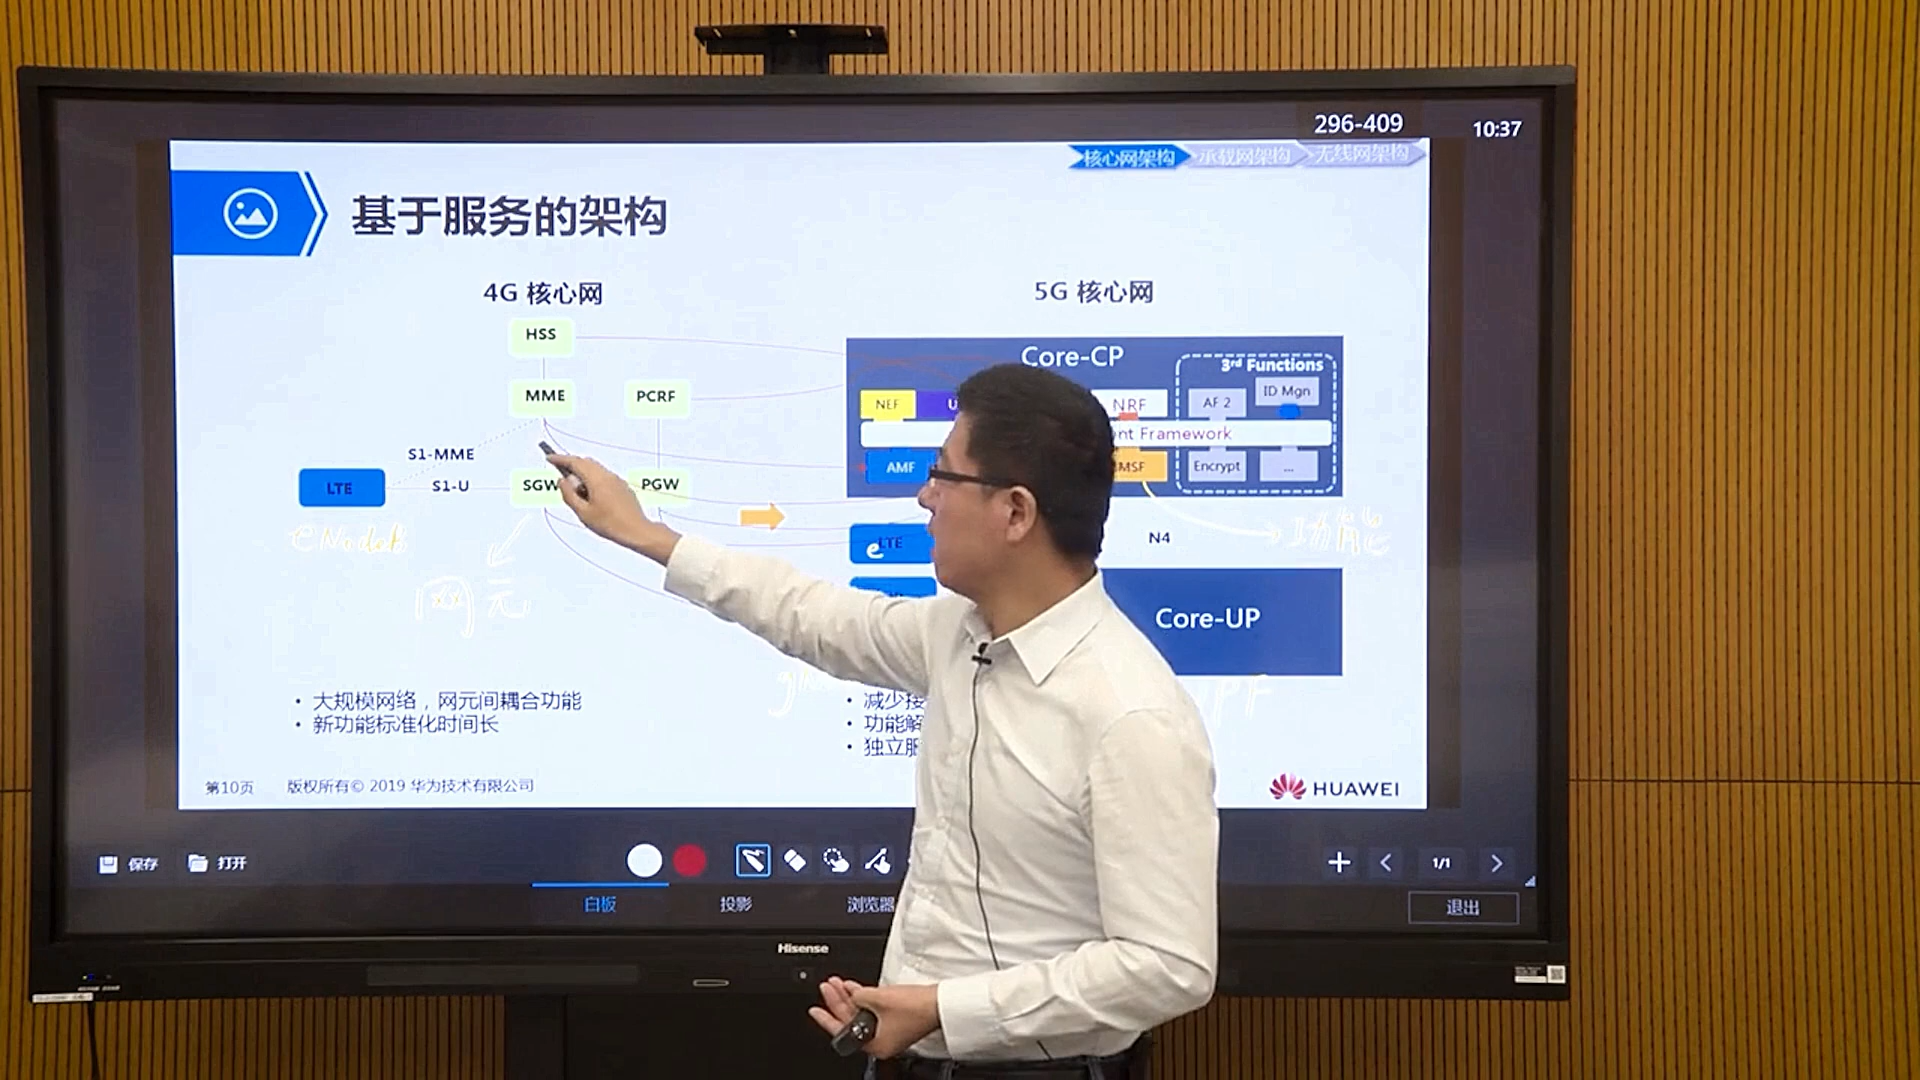 296-409
10:37
核心网架构 承载网架构 无线网架构
基于服务的架构
4G 核心网
5G 核心网
HSS
MME
PCRF
S1-MME
S1-U
LTE
SGW
PGW
eNodeB
网元
Core-CP
3rd Functions
NEF
NRF
AF 2
ID Mgn
Framework
AMF
Encrypt
...
LTE
e
N4
功能
Core-UP
• 大规模网络，网元间耦合功能
• 新功能标准化时间长
• 减少接
• 功能解
• 独立服
第10页 版权所有© 2019 华为技术有限公司
HUAWEI
保存 打开
1/1
白板 投影 浏览器
退出
Hisense